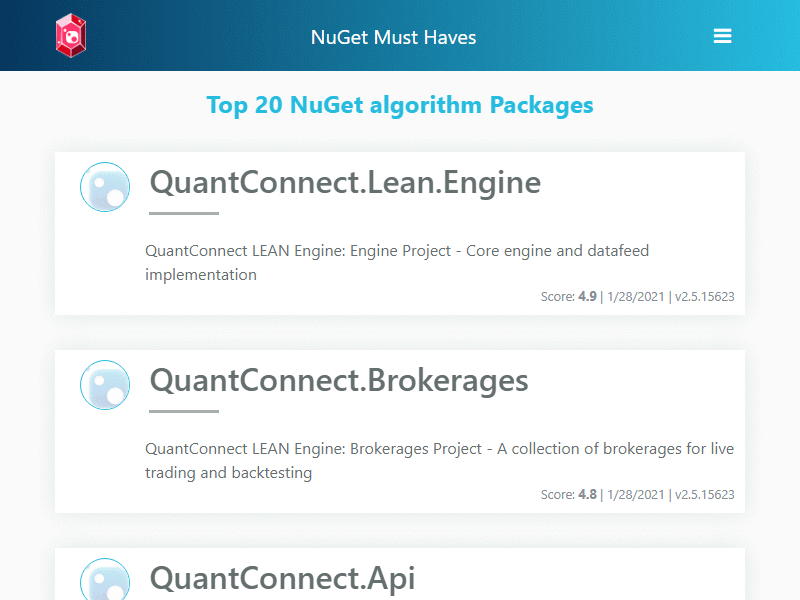 NuGet Must Haves
Top 20 NuGet algorithm Packages
QuantConnect.Lean.Engine
QuantConnect LEAN Engine: Engine Project - Core engine and datafeed
implementation
Score: 4.9 | 1/28/2021 | v2.5.15623
QuantConnect.Brokerages
QuantConnect LEAN Engine: Brokerages Project - A collection of brokerages for live
trading and backtesting
Score: 4.8 | 1/28/2021 | v2.5.15623
QuantConnect.Api